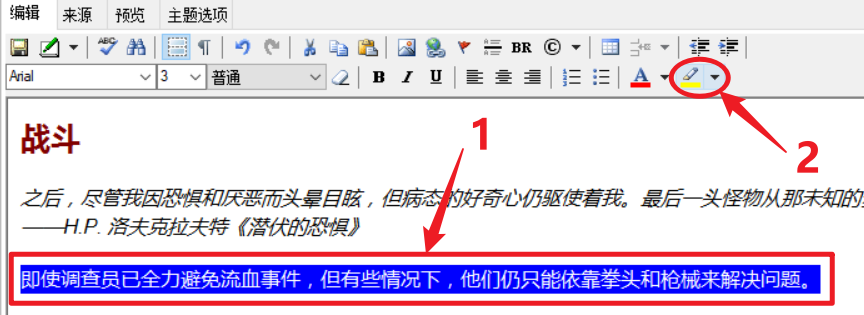 编辑 来源 预览 主题选项
ABC BR ©
Arial 3 普通 B I U A
战斗
之后，尽管我因恐惧和厌恶而头晕目眩，但病态的好奇心仍驱使着我。最后一头怪物从那未知的
——H.P. 洛夫克拉夫特《潜伏的恐惧》
即使调查员已全力避免流血事件，但有些情况下，他们仍只能依靠拳头和枪械来解决问题。
1
2